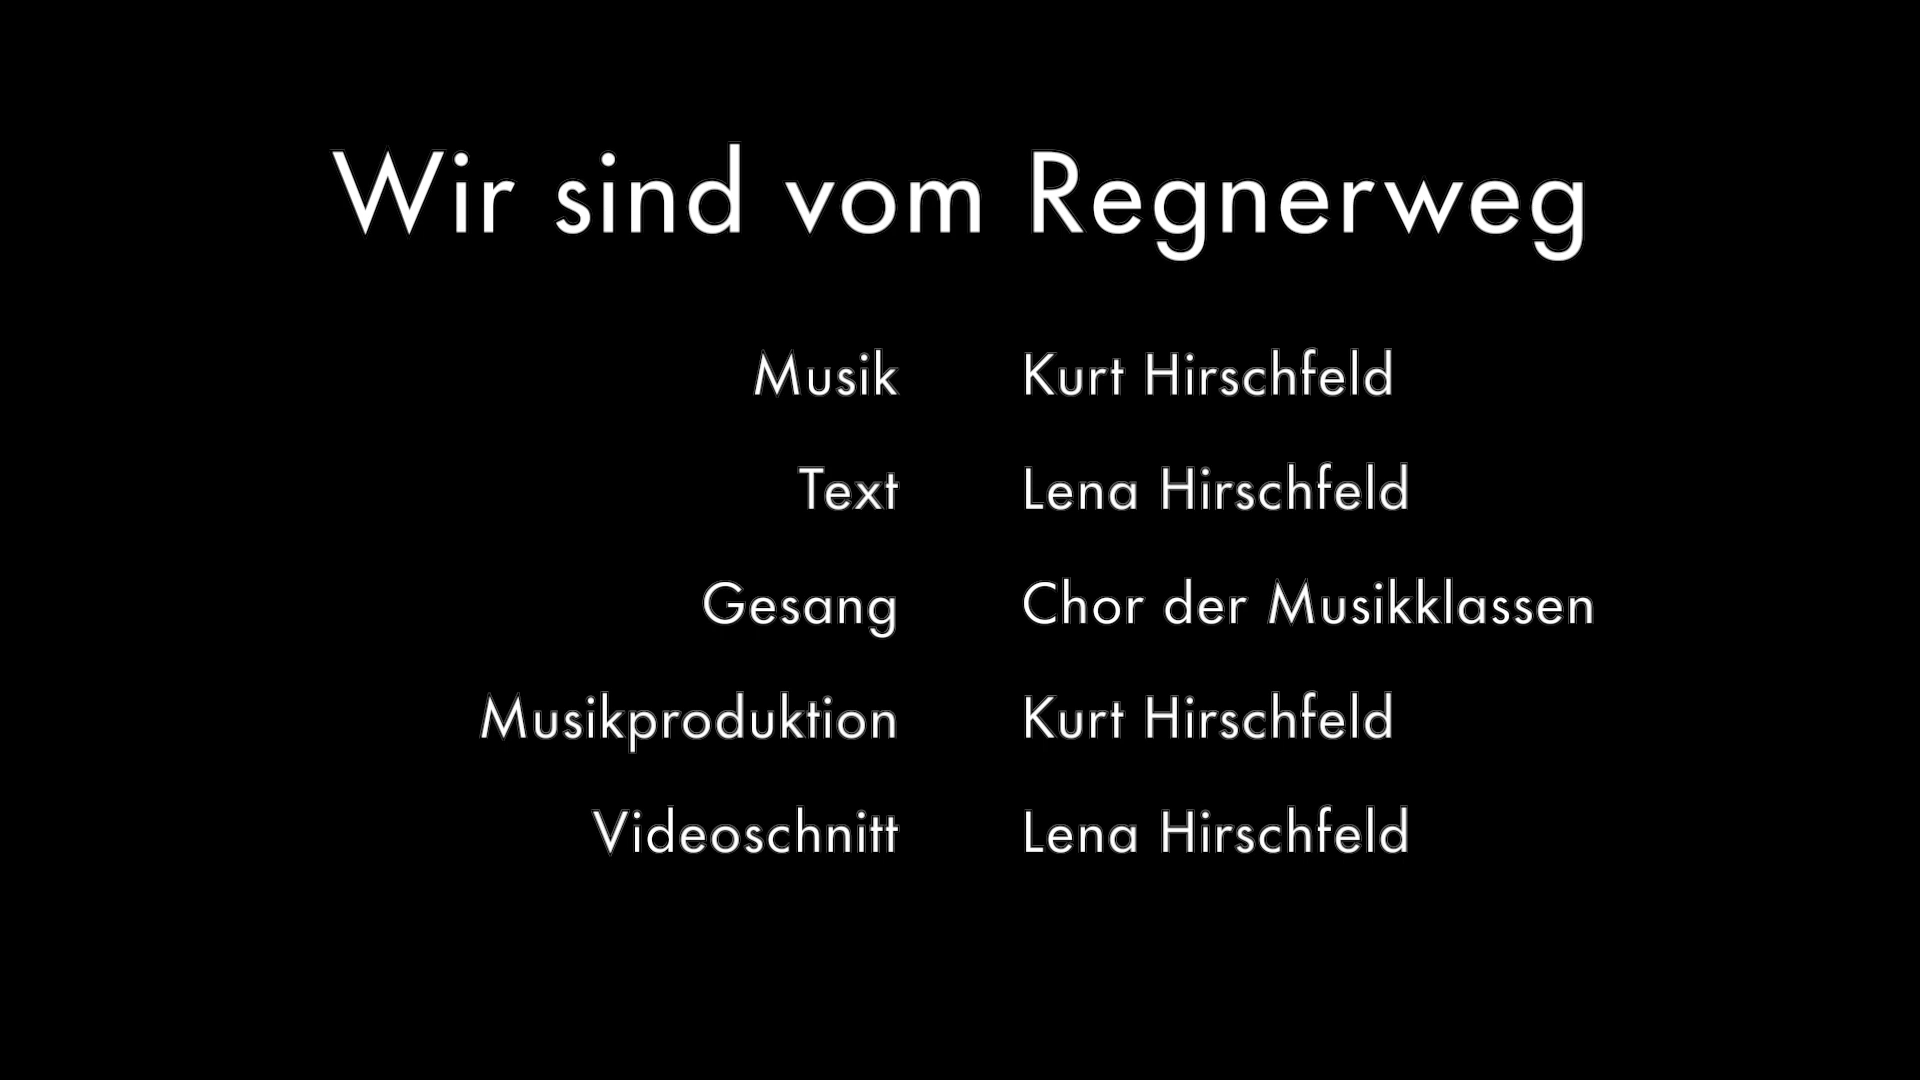 Wir sind vom Regnerweg
Musik Kurt Hirschfeld
Text Lena Hirschfeld
Gesang Chor der Musikklassen
Musikproduktion Kurt Hirschfeld
Videoschnitt Lena Hirschfeld